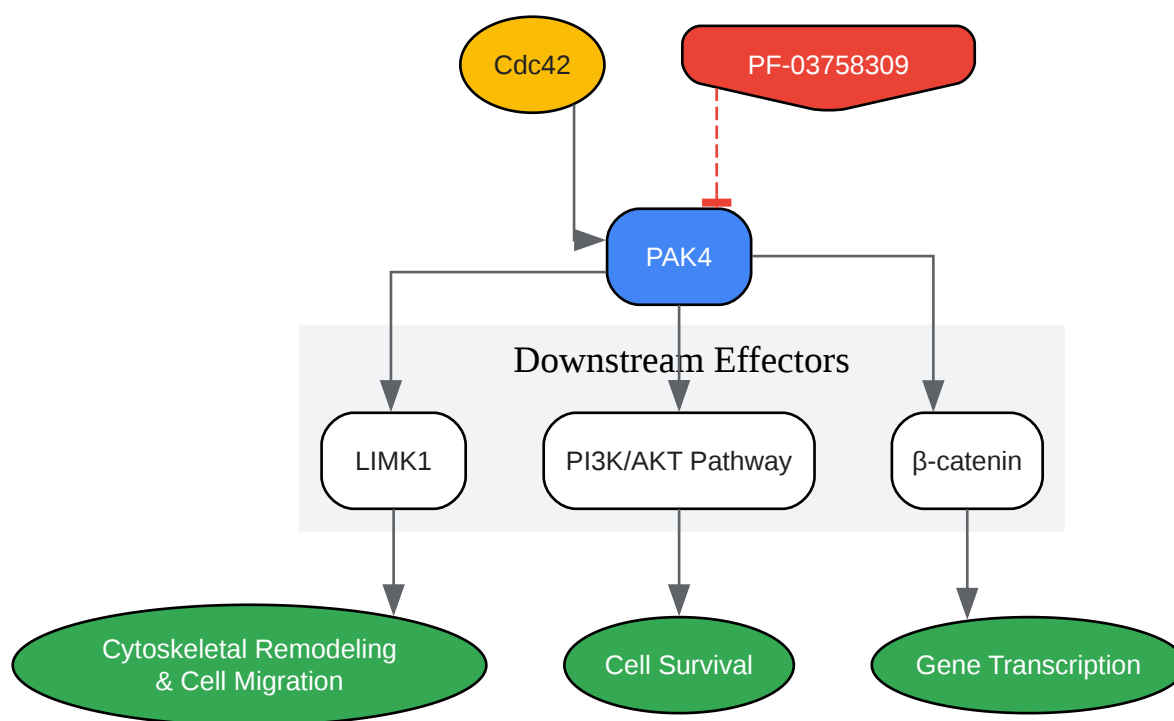 Cdc42
PF-03758309
PAK4
Downstream Effectors
LIMK1
PI3K/AKT Pathway
β-catenin
Cytoskeletal Remodeling
& Cell Migration
Cell Survival
Gene Transcription